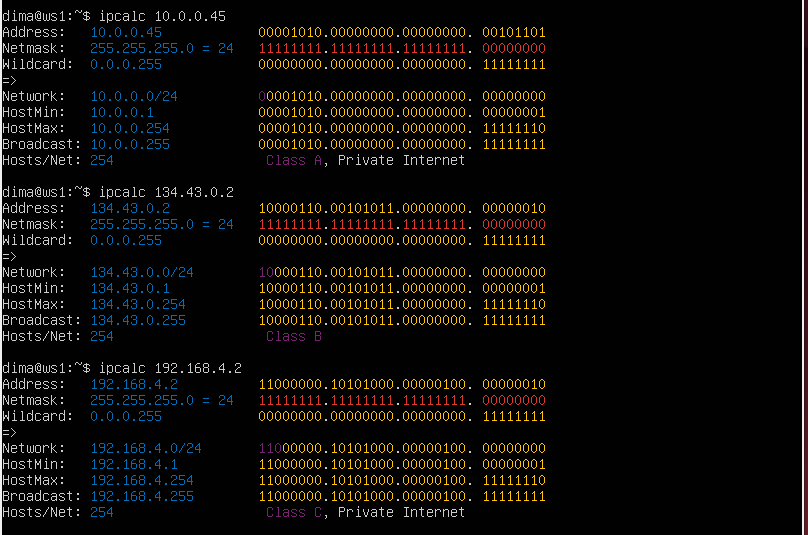 dima@ws1:~$ ipcalc 10.0.0.45
Address:   10.0.0.45            00001010.00000000.00000000. 00101101
Netmask:   255.255.255.0 = 24   11111111.11111111.11111111. 00000000
Wildcard:  0.0.0.255            00000000.00000000.00000000. 11111111
=>
Network:   10.0.0.0/24          00001010.00000000.00000000. 00000000
HostMin:   10.0.0.1             00001010.00000000.00000000. 00000001
HostMax:   10.0.0.254           00001010.00000000.00000000. 11111110
Broadcast: 10.0.0.255           00001010.00000000.00000000. 11111111
Hosts/Net: 254                   Class A, Private Internet
dima@ws1:~$ ipcalc 134.43.0.2
Address:   134.43.0.2           10000110.00101011.00000000. 00000010
Netmask:   255.255.255.0 = 24   11111111.11111111.11111111. 00000000
Wildcard:  0.0.0.255            00000000.00000000.00000000. 11111111
=>
Network:   134.43.0.0/24        10000110.00101011.00000000. 00000000
HostMin:   134.43.0.1           10000110.00101011.00000000. 00000001
HostMax:   134.43.0.254         10000110.00101011.00000000. 11111110
Broadcast: 134.43.0.255         10000110.00101011.00000000. 11111111
Hosts/Net: 254                   Class B
dima@ws1:~$ ipcalc 192.168.4.2
Address:   192.168.4.2          11000000.10101000.00000100. 00000010
Netmask:   255.255.255.0 = 24   11111111.11111111.11111111. 00000000
Wildcard:  0.0.0.255            00000000.00000000.00000000. 11111111
=>
Network:   192.168.4.0/24       11000000.10101000.00000100. 00000000
HostMin:   192.168.4.1          11000000.10101000.00000100. 00000001
HostMax:   192.168.4.254        11000000.10101000.00000100. 11111110
Broadcast: 192.168.4.255        11000000.10101000.00000100. 11111111
Hosts/Net: 254                   Class C, Private Internet